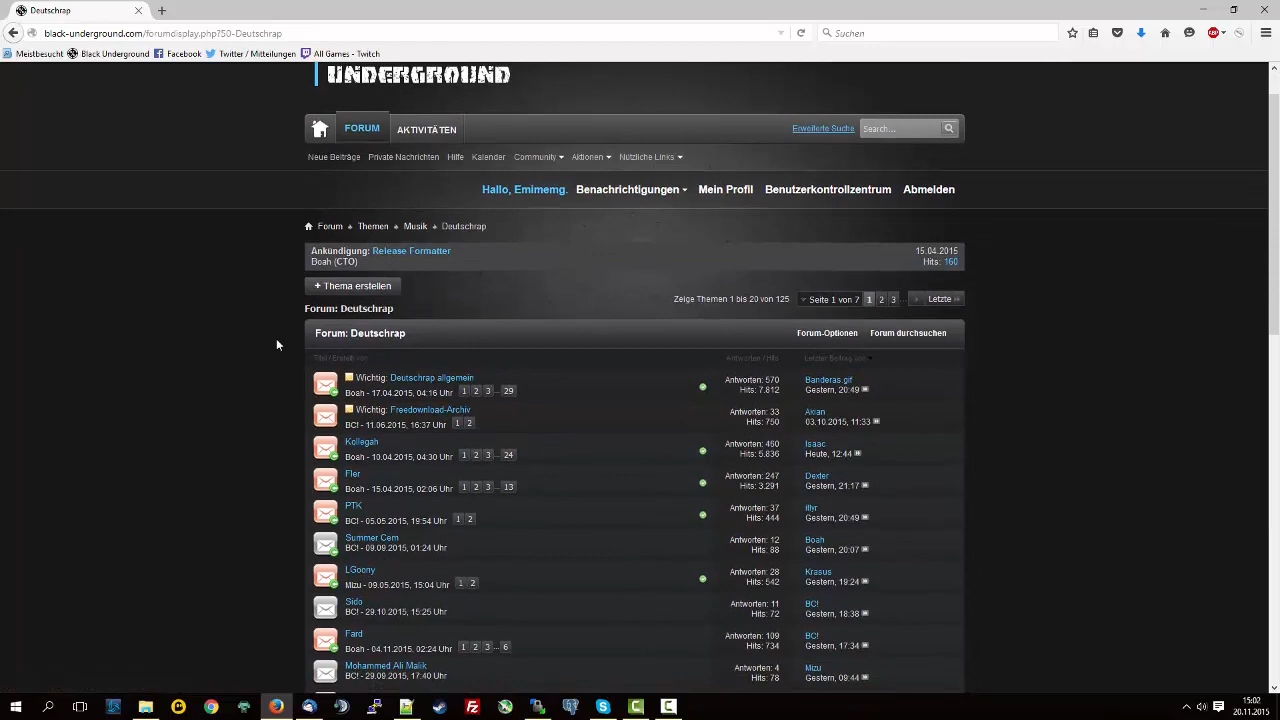 Deutschrap
black-underground.com/forumdisplay.php?50-Deutschrap
Suchen
ABP
Meistbesucht Black Underground Facebook Twitter / Mitteilungen All Games - Twitch
UNDERGROUND
FORUM AKTIVITÄTEN Erweiterte Suche Search...
Neue Beiträge Private Nachrichten Hilfe Kalender Community Aktionen Nützliche Links
Hallo, Emimemg. Benachrichtigungen Mein Profil Benutzerkontrollzentrum Abmelden
Forum Themen Musik Deutschrap
Ankündigung: Release Formatter 15.04.2015
Boah (CTO) Hits: 160
+ Thema erstellen
Zeige Themen 1 bis 20 von 125 Seite 1 von 7 1 2 3 ... Letzte
Forum: Deutschrap
Forum: Deutschrap Forum-Optionen Forum durchsuchen
Titel / Erstellt von Antworten / Hits Letzter Beitrag von
Wichtig: Deutschrap allgemein Antworten: 570 Banderas.gif
Boah - 17.04.2015, 04:16 Uhr 1 2 3 ... 29 Hits: 7.812 Gestern, 20:49
Wichtig: Freedownload-Archiv Antworten: 33 Akian
BC! - 11.06.2015, 16:37 Uhr 1 2 Hits: 750 03.10.2015, 11:33
Kollegah Antworten: 460 Isaac
Boah - 10.04.2015, 04:30 Uhr 1 2 3 ... 24 Hits: 5.836 Heute, 12:44
Fler Antworten: 247 Dexter
Boah - 15.04.2015, 02:06 Uhr 1 2 3 ... 13 Hits: 3.291 Gestern, 21:17
PTK Antworten: 37 illyr
BC! - 05.05.2015, 19:54 Uhr 1 2 Hits: 444 Gestern, 20:49
Summer Cem Antworten: 12 Boah
BC! - 09.09.2015, 01:24 Uhr Hits: 88 Gestern, 20:07
LGoony Antworten: 28 Krasus
Mizu - 09.05.2015, 15:04 Uhr 1 2 Hits: 542 Gestern, 19:24
Sido Antworten: 11 BC!
BC! - 29.10.2015, 15:25 Uhr Hits: 72 Gestern, 18:38
Fard Antworten: 109 BC!
Boah - 04.11.2015, 02:24 Uhr 1 2 3 ... 6 Hits: 734 Gestern, 17:34
Mohammed Ali Malik Antworten: 4 Mizu
BC! - 29.09.2015, 17:40 Uhr Hits: 78 Gestern, 09:44
15:02
20.11.2015